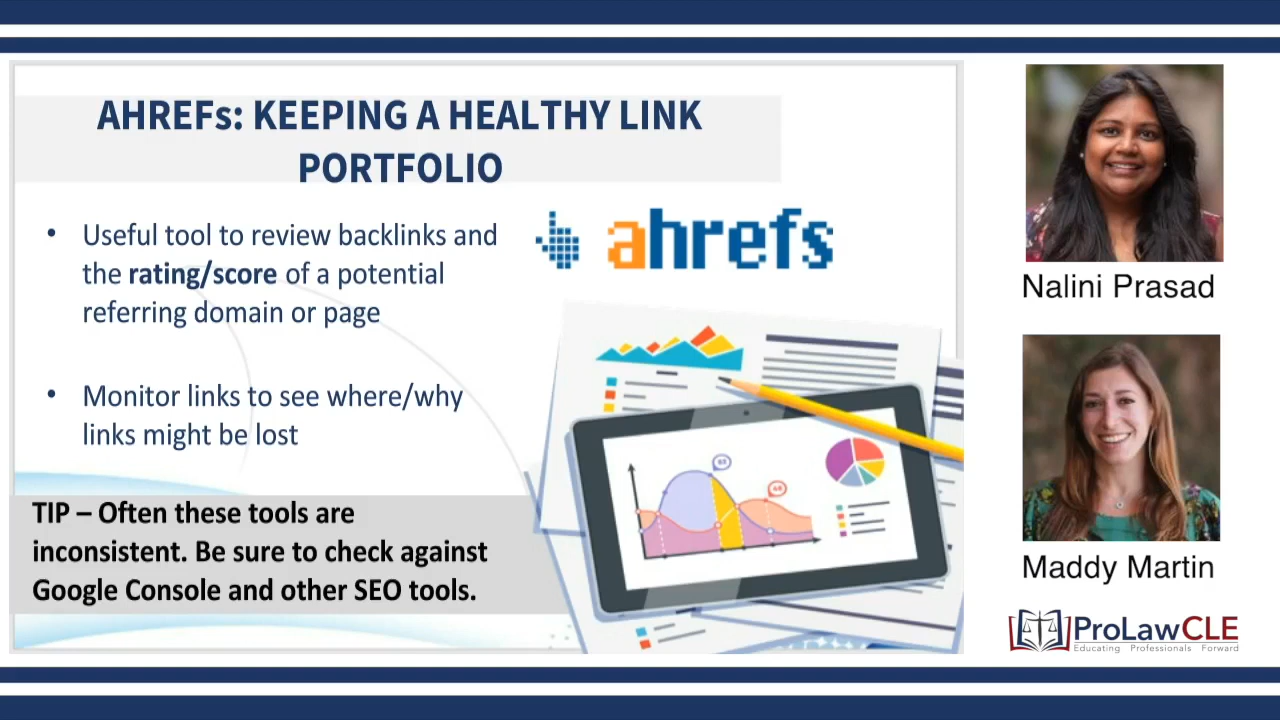 AHREFs: KEEPING A HEALTHY LINK
PORTFOLIO
• Useful tool to review backlinks and
the rating/score of a potential
referring domain or page
• Monitor links to see where/why
links might be lost
TIP – Often these tools are
inconsistent. Be sure to check against
Google Console and other SEO tools.
ahrefs
Nalini Prasad
Maddy Martin
ProLawCLE
Educating Professionals Forward